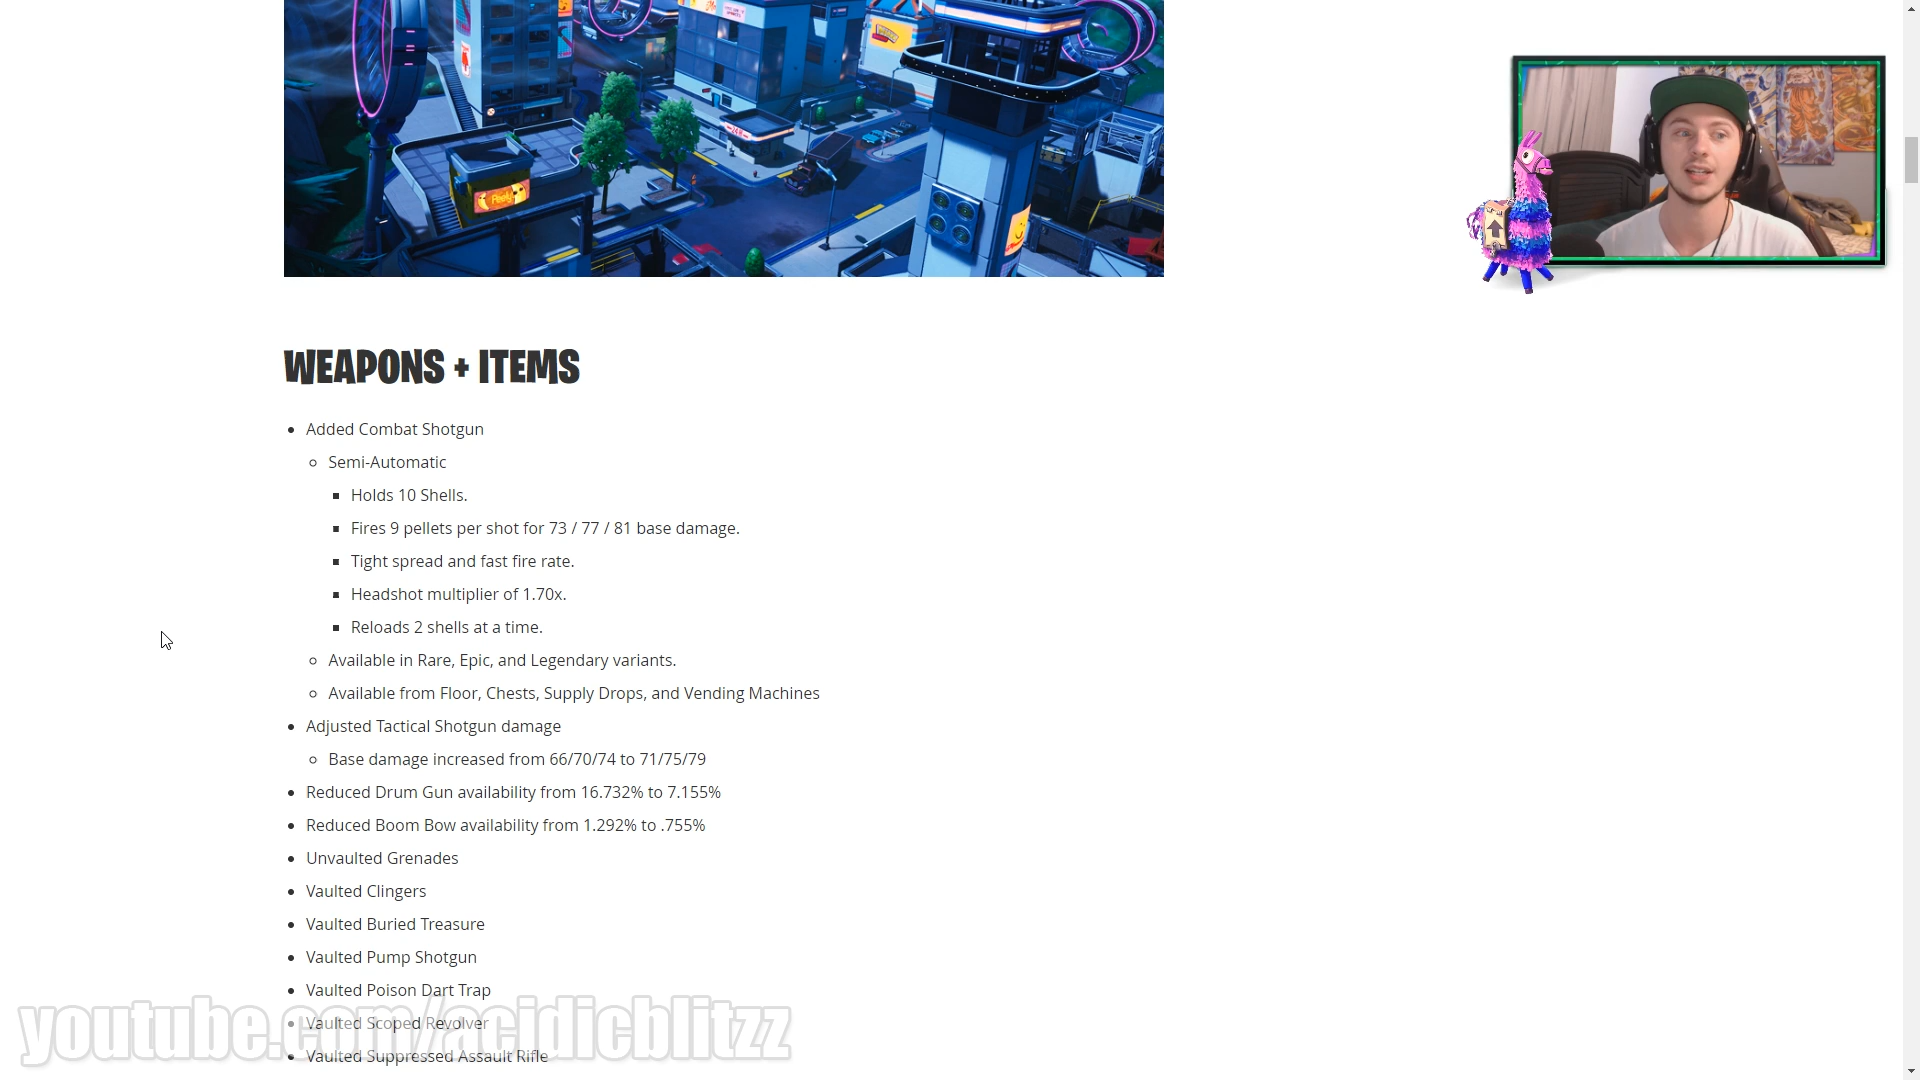 WEAPONS + ITEMS
Added Combat Shotgun
Semi-Automatic
Holds 10 Shells.
Fires 9 pellets per shot for 73 / 77 / 81 base damage.
Tight spread and fast fire rate.
Headshot multiplier of 1.70x.
Reloads 2 shells at a time.
Available in Rare, Epic, and Legendary variants.
Available from Floor, Chests, Supply Drops, and Vending Machines
Adjusted Tactical Shotgun damage
Base damage increased from 66/70/74 to 71/75/79
Reduced Drum Gun availability from 16.732% to 7.155%
Reduced Boom Bow availability from 1.292% to .755%
Unvaulted Grenades
Vaulted Clingers
Vaulted Buried Treasure
Vaulted Pump Shotgun
Vaulted Poison Dart Trap
Vaulted Scoped Revolver
youtube.com/acidicblitzz
Vaulted Suppressed Assault Rifle